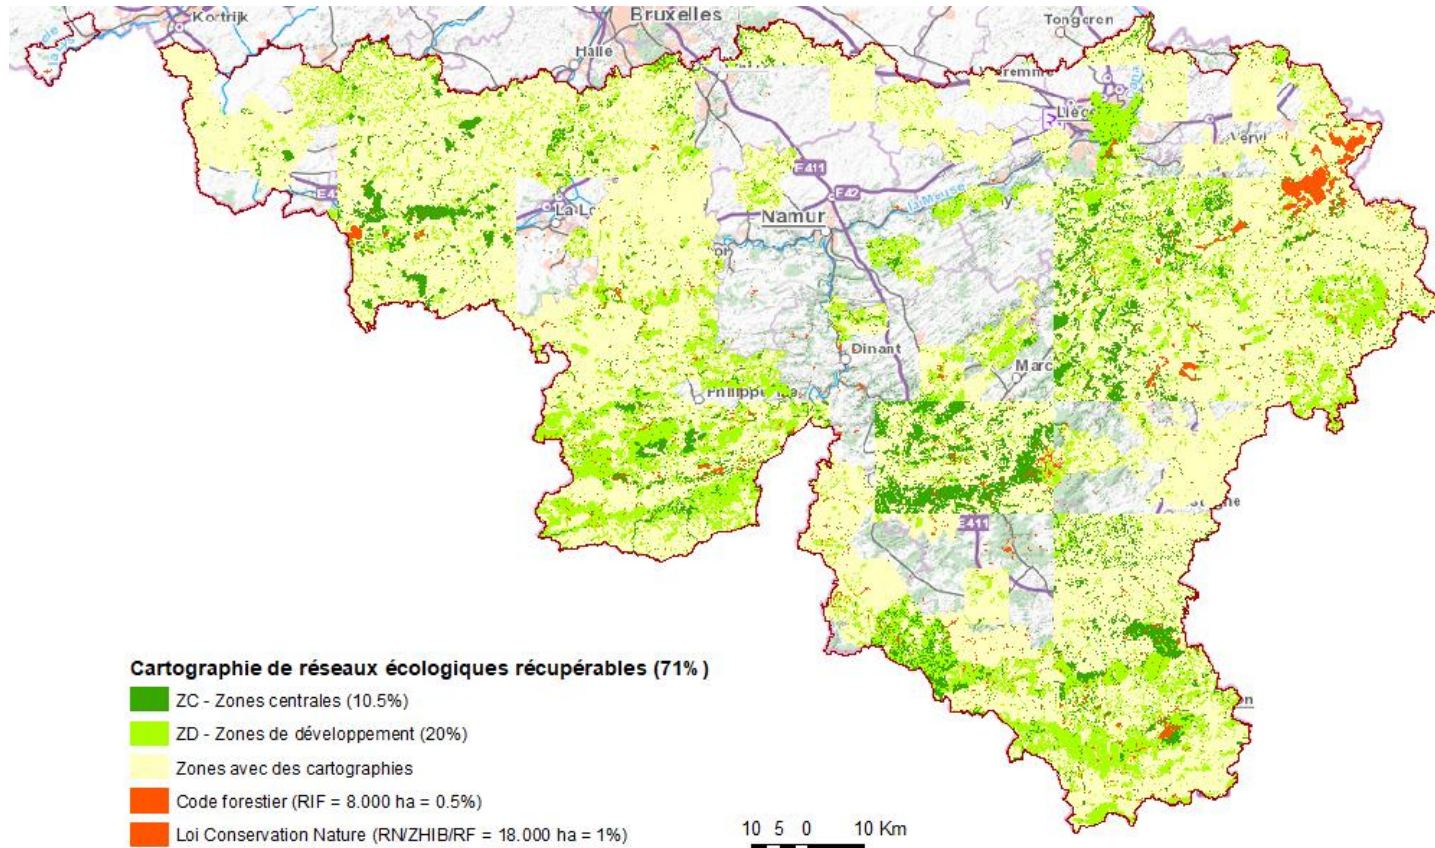 Kortrijk
Bruxelles
Tongeren
Halle
Liège
E411
E42
La Meuse
Namur
Dinant
Marc
E411
Cartographie de réseaux écologiques récupérables (71%)
ZC - Zones centrales (10.5%)
ZD - Zones de développement (20%)
Zones avec des cartographies
Code forestier (RIF = 8.000 ha = 0.5%)
Loi Conservation Nature (RN/ZHIB/RF = 18.000 ha = 1%)
10 5 0 10 Km